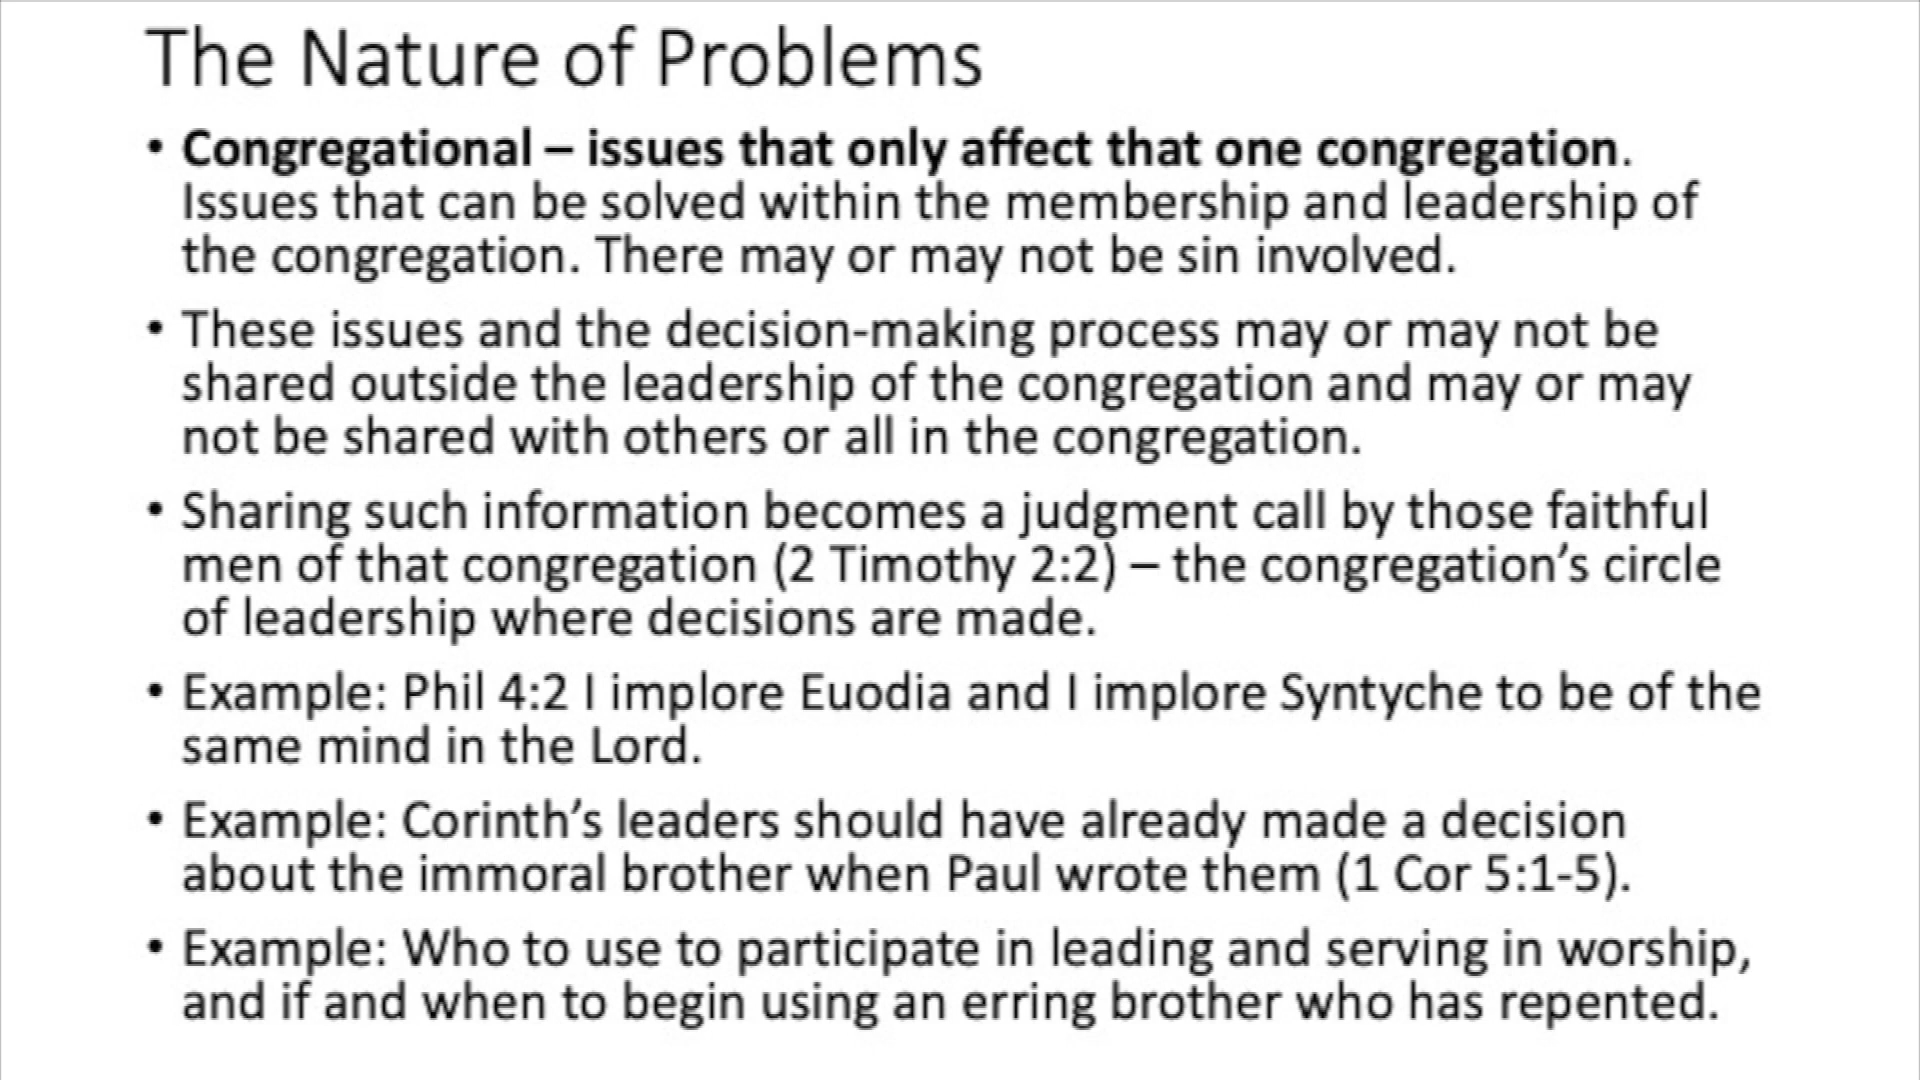 The Nature of Problems
• Congregational – issues that only affect that one congregation.
Issues that can be solved within the membership and leadership of
the congregation. There may or may not be sin involved.
• These issues and the decision-making process may or may not be
shared outside the leadership of the congregation and may or may
not be shared with others or all in the congregation.
• Sharing such information becomes a judgment call by those faithful
men of that congregation (2 Timothy 2:2) – the congregation’s circle
of leadership where decisions are made.
• Example: Phil 4:2 I implore Euodia and I implore Syntyche to be of the
same mind in the Lord.
• Example: Corinth’s leaders should have already made a decision
about the immoral brother when Paul wrote them (1 Cor 5:1-5).
• Example: Who to use to participate in leading and serving in worship,
and if and when to begin using an erring brother who has repented.